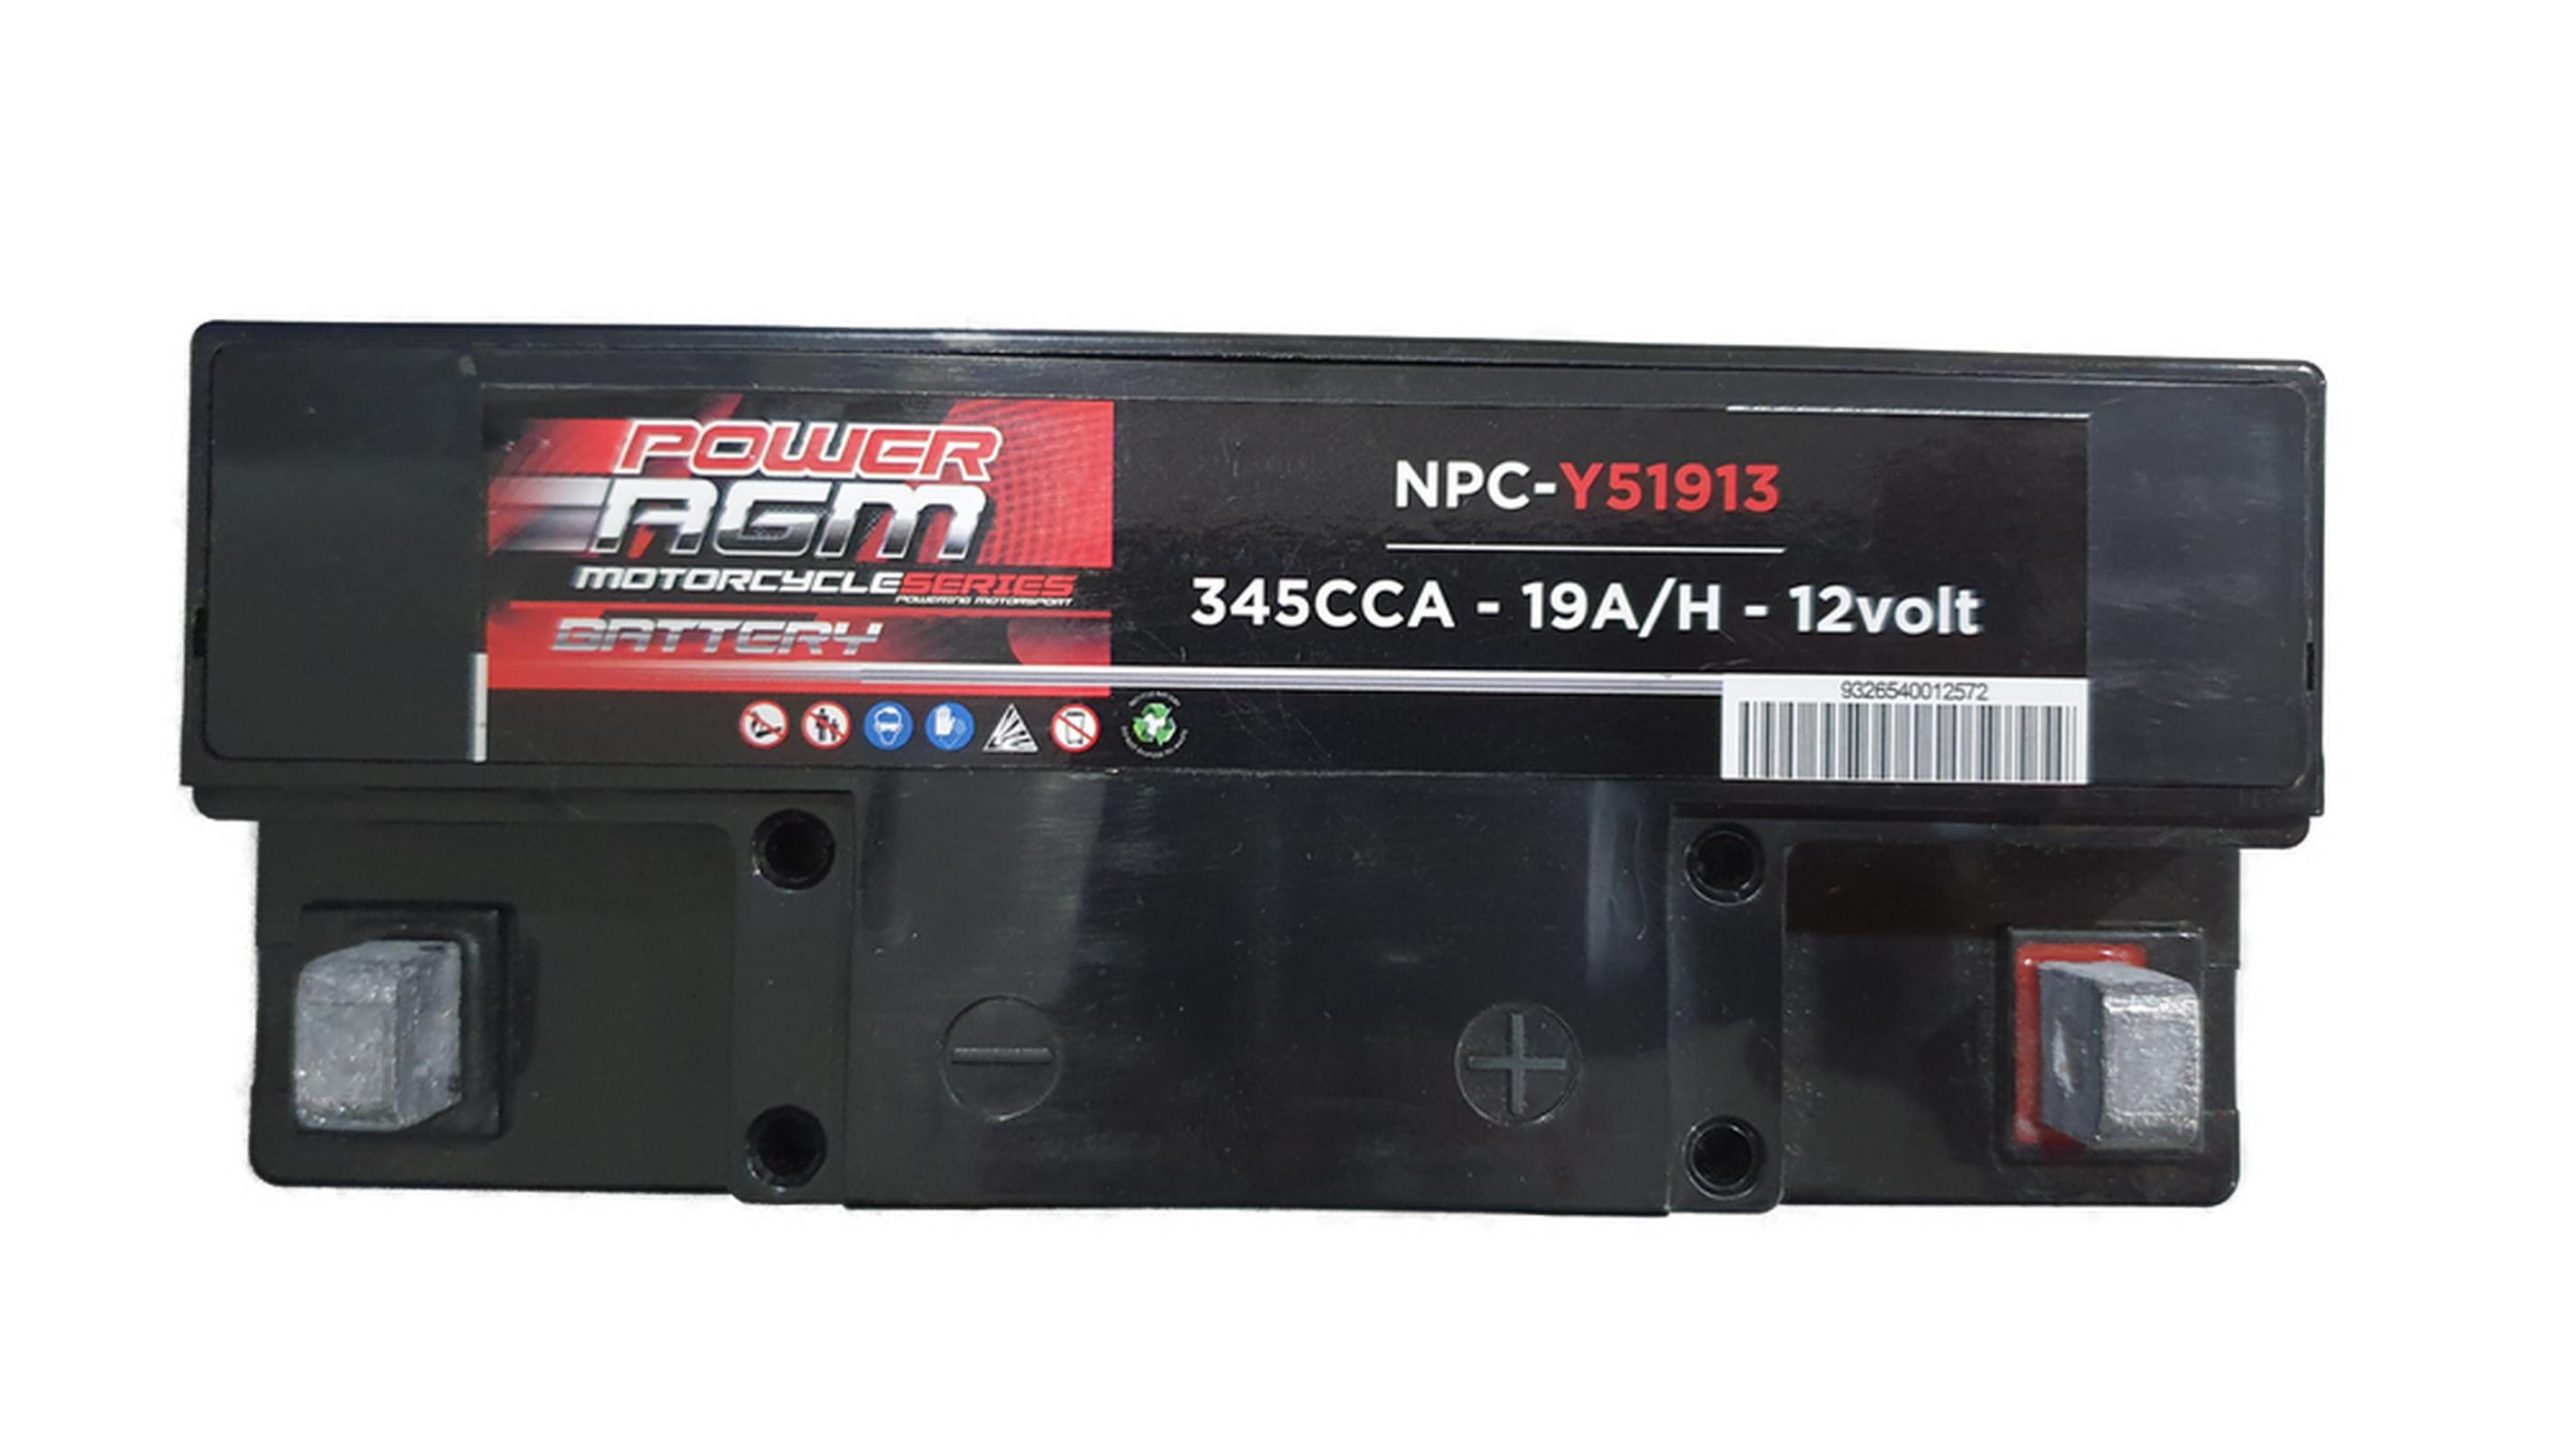 POWER
AGM
MOTORCYCLESERIES
POWERING MOTORSPORT
BATTERY
NPC-Y51913
345CCA - 19A/H - 12volt
9326540012572